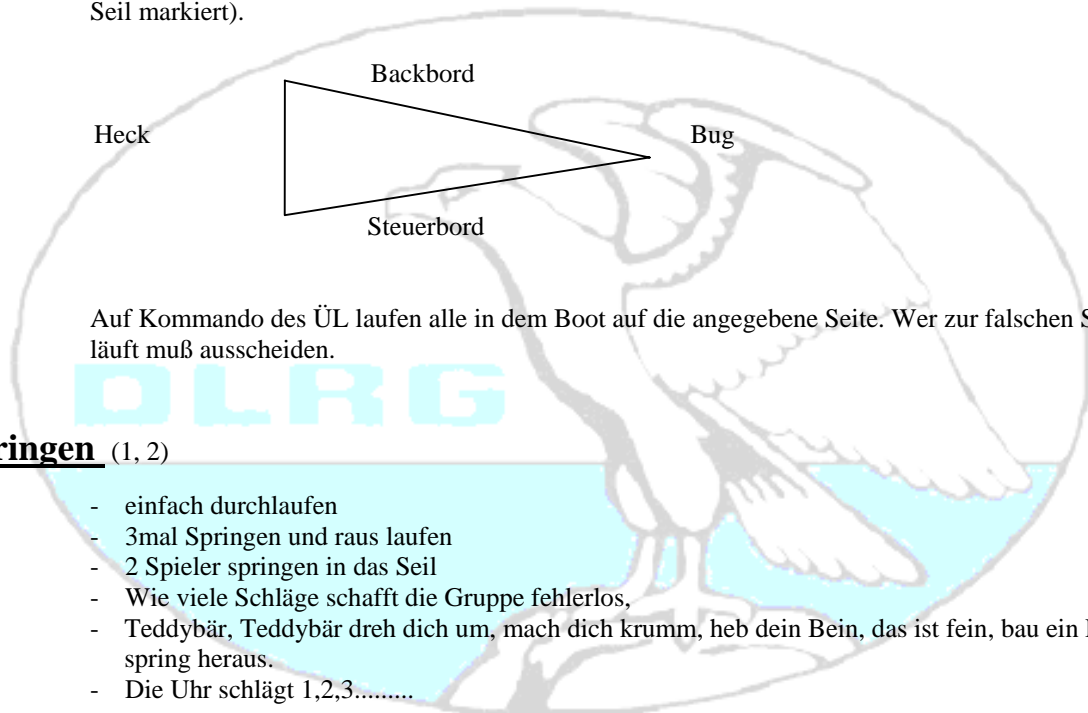 Seil markiert).
Backbord
Heck
Bug
Steuerbord
Auf Kommando des ÜL laufen alle in dem Boot auf die angegebene Seite. Wer zur falschen
läuft muß ausscheiden.
DLRG
ringen (1, 2)
- einfach durchlaufen
- 3mal Springen und raus laufen
- 2 Spieler springen in das Seil
- Wie viele Schläge schafft die Gruppe fehlerlos,
- Teddybär, Teddybär dreh dich um, mach dich krumm, heb dein Bein, das ist fein, bau ein
spring heraus.
- Die Uhr schlägt 1,2,3.........